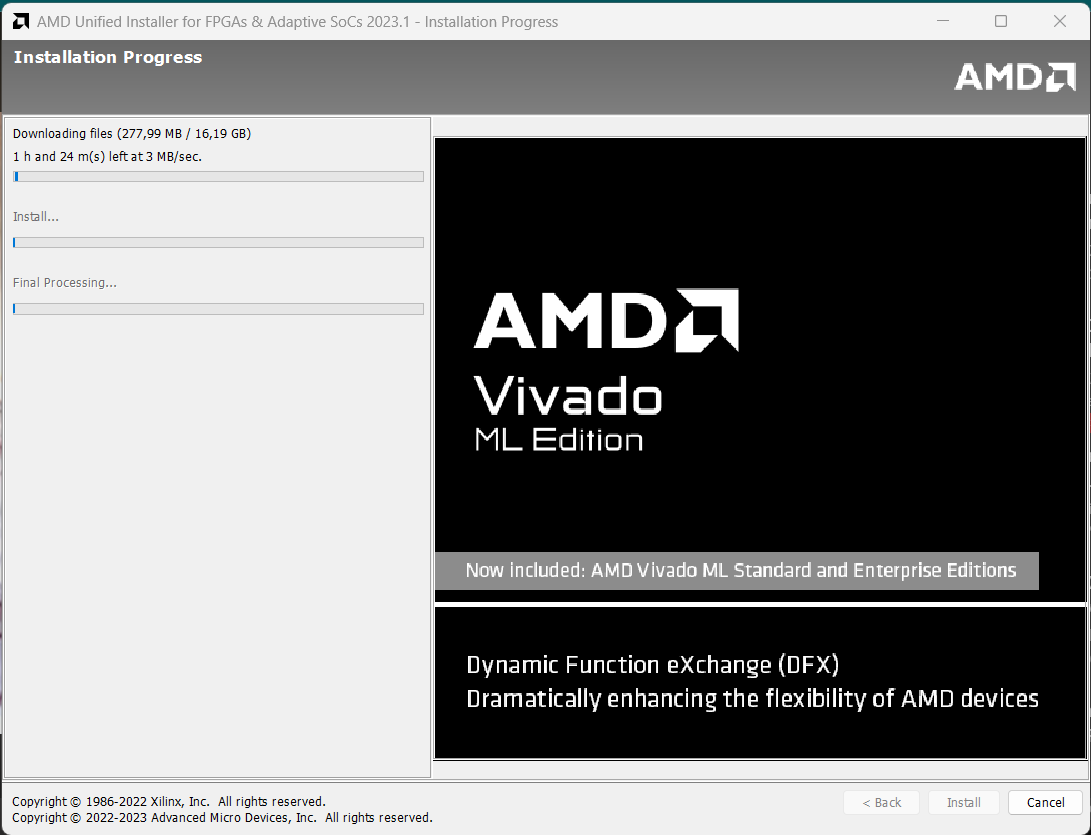 AMD Unified Installer for FPGAs & Adaptive SoCs 2023.1 - Installation Progress
Installation Progress
AMD
Downloading files (277,99 MB / 16,19 GB)
1 h and 24 m(s) left at 3 MB/sec.
Install...
Final Processing...
AMD
Vivado
ML Edition
Now included: AMD Vivado ML Standard and Enterprise Editions
Dynamic Function eXchange (DFX)
Dramatically enhancing the flexibility of AMD devices
Copyright © 1986-2022 Xilinx, Inc.  All rights reserved.
Copyright © 2022-2023 Advanced Micro Devices, Inc.  All rights reserved.
< Back
Install
Cancel